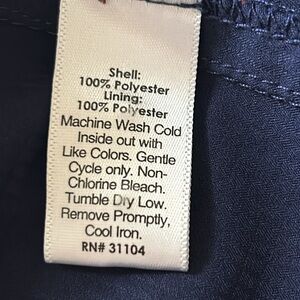 Shell:
100% Polyester
Lining:
100% Polyester
Machine Wash Cold
Inside out with
Like Colors. Gentle
Cycle only. Non-
Chlorine Bleach.
Tumble Dry Low.
Remove Promptly,
Cool Iron.
RN# 31104